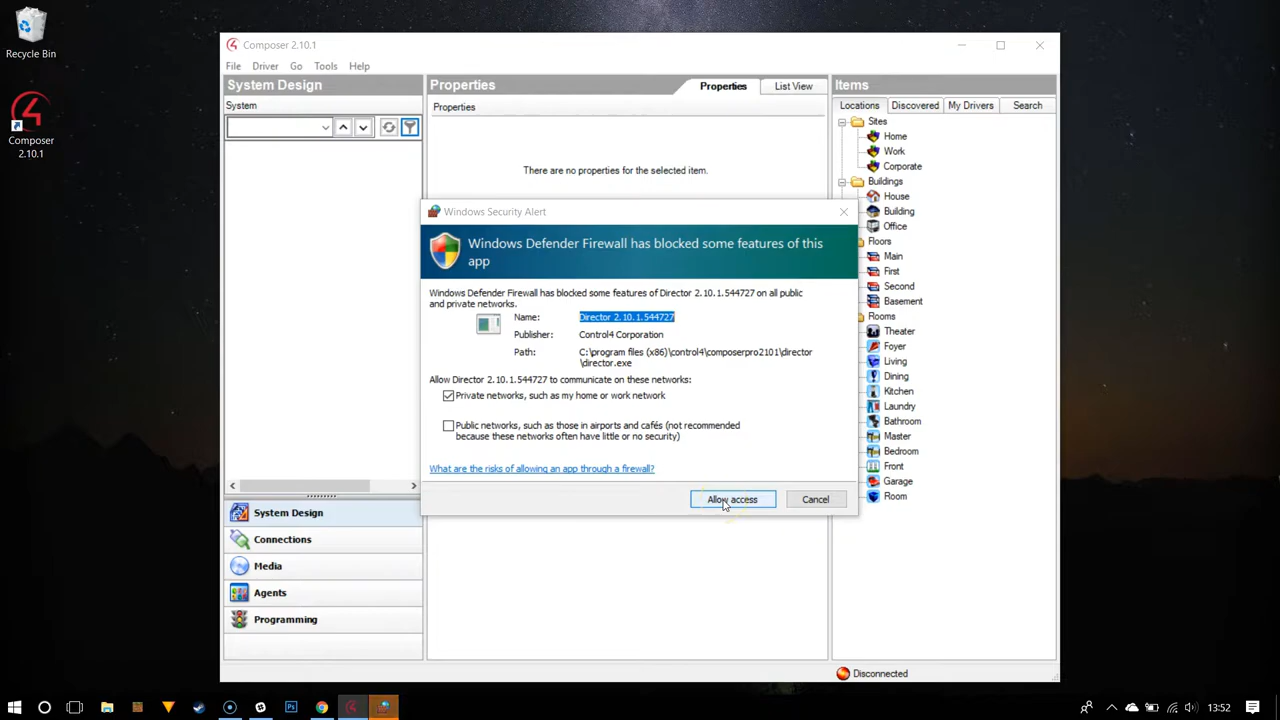 Recycle Bin
Composer
2.10.1
Composer 2.10.1
File Driver Go Tools Help
System Design
System
Properties
Properties List View
Properties
There are no properties for the selected item.
Items
Locations Discovered My Drivers Search
Sites
Home
Work
Corporate
Buildings
House
Building
Office
Floors
Main
First
Second
Basement
Rooms
Theater
Foyer
Living
Dining
Kitchen
Laundry
Bathroom
Master
Bedroom
Front
Garage
Room
Windows Security Alert
Windows Defender Firewall has blocked some features of this
app
Windows Defender Firewall has blocked some features of Director 2.10.1.544727 on all public
and private networks.
Name: Director 2.10.1.544727
Publisher: Control4 Corporation
Path: C:\program files (x86)\control4\composerpro2101\director
\director.exe
Allow Director 2.10.1.544727 to communicate on these networks:
Private networks, such as my home or work network
Public networks, such as those in airports and cafés (not recommended
because these networks often have little or no security)
What are the risks of allowing an app through a firewall?
Allow access Cancel
System Design
Connections
Media
Agents
Programming
Disconnected
13:52